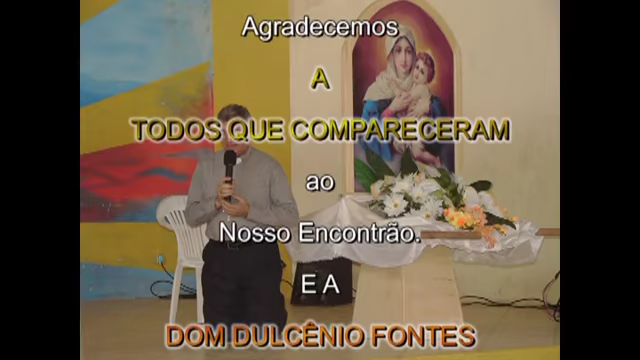 Agradecemos
A
TODOS QUE COMPARECERAM
ao
Nosso Encontrão.
E A
DOM DULCÊNIO FONTES